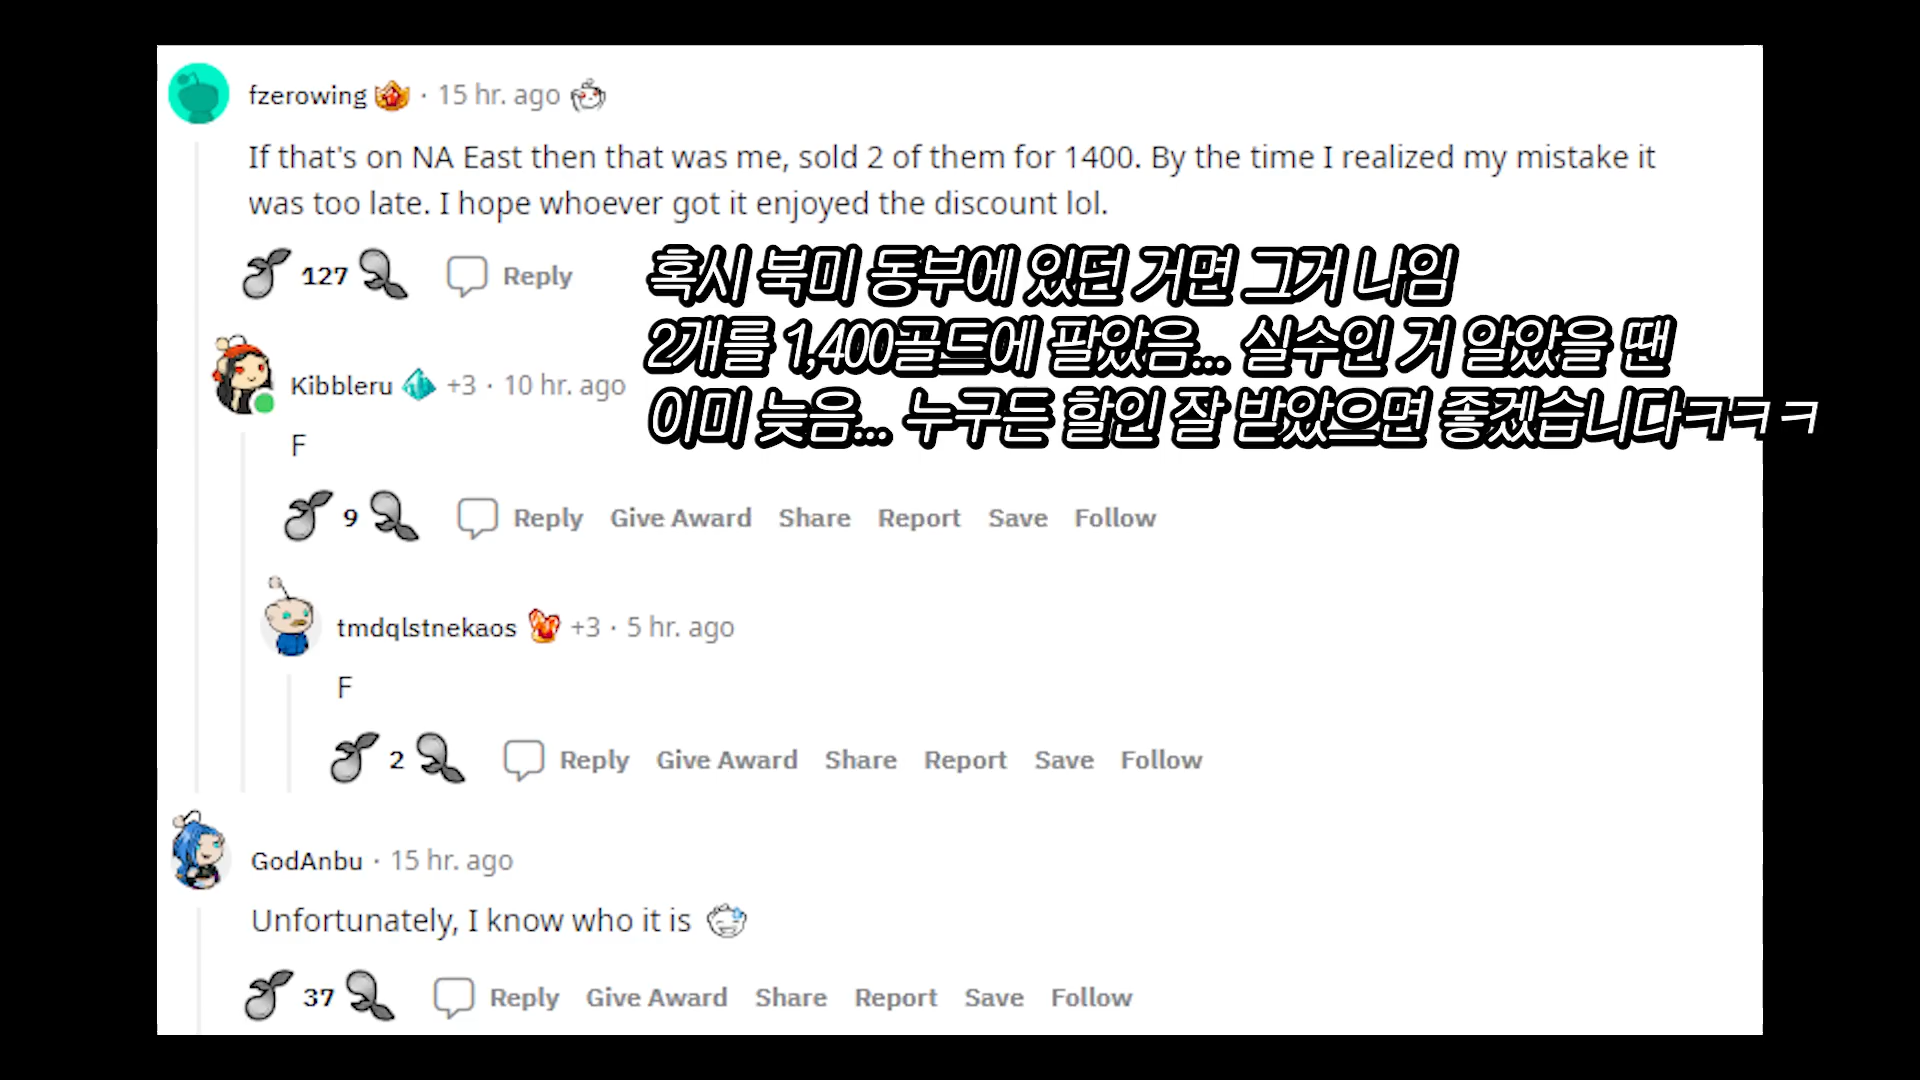 fzerowing · 15 hr. ago
If that's on NA East then that was me, sold 2 of them for 1400. By the time I realized my mistake it
was too late. I hope whoever got it enjoyed the discount lol.
127 Reply
혹시 북미 동부에 있던 거면 그거 나임
2개를 1,400골드에 팔았음... 실수인 거 알았을 땐
이미 늦음... 누구든 할인 잘 받았으면 좋겠습니다ㅋㅋㅋ
Kibbleru +3 · 10 hr. ago
F
9 Reply Give Award Share Report Save Follow
tmdqlstnekaos +3 · 5 hr. ago
F
2 Reply Give Award Share Report Save Follow
GodAnbu · 15 hr. ago
Unfortunately, I know who it is
37 Reply Give Award Share Report Save Follow